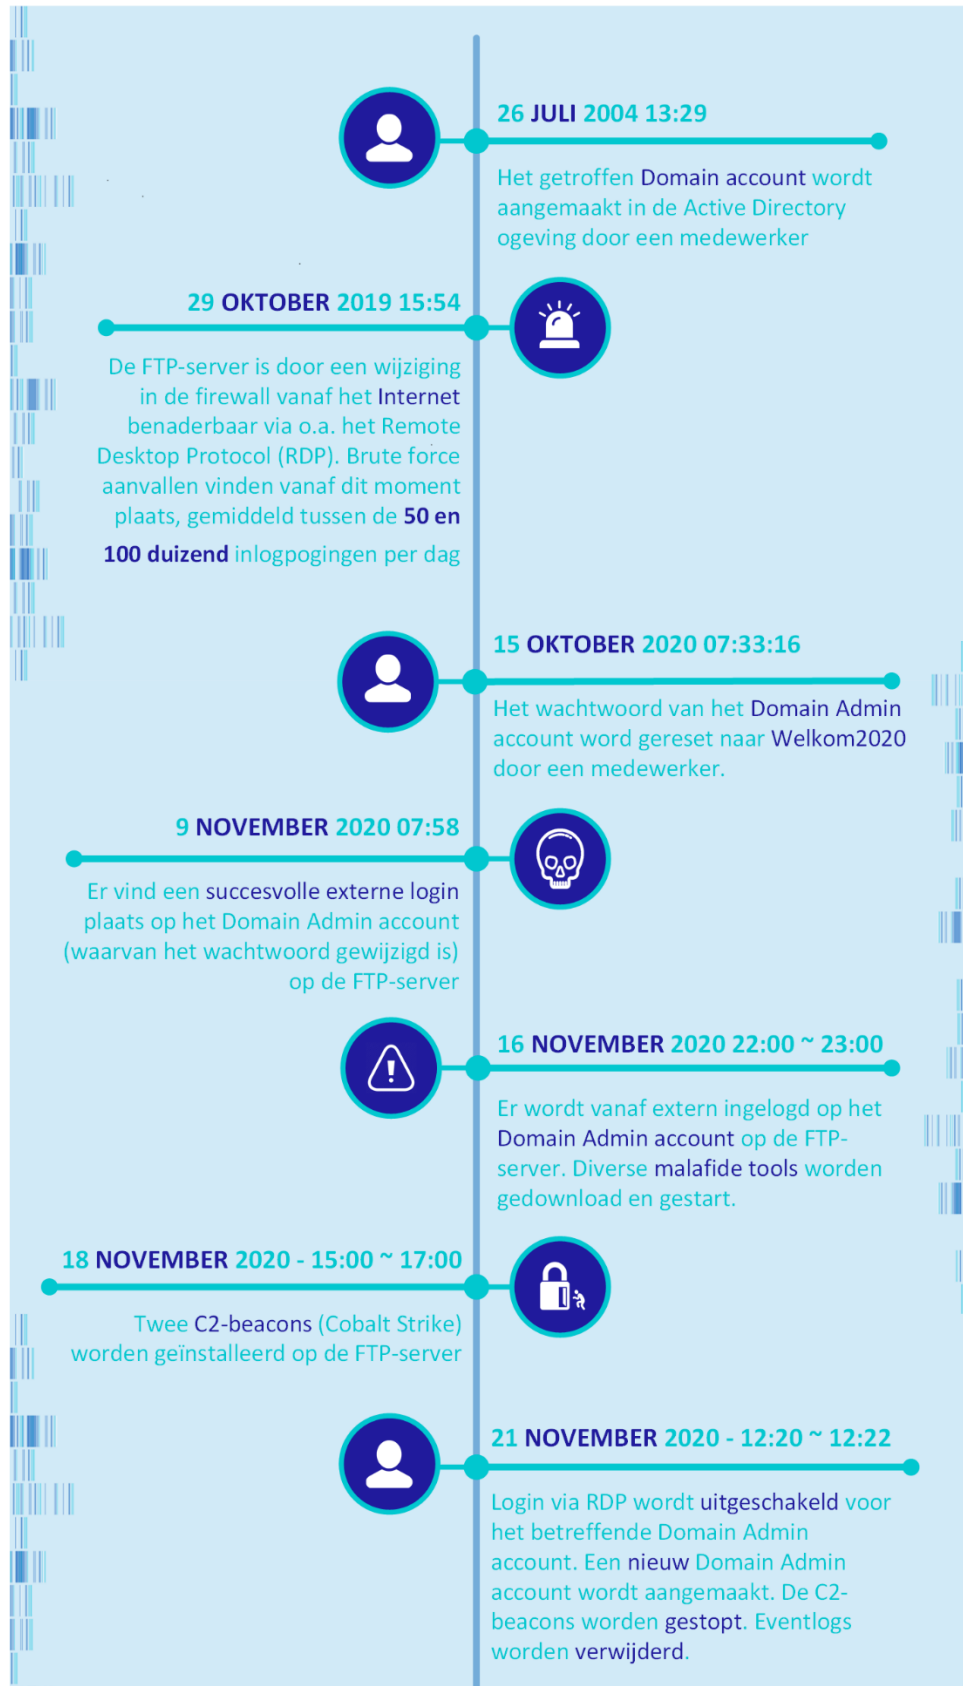 26 JULI 2004 13:29
Het getroffen Domain account wordt
aangemaakt in de Active Directory
ogeving door een medewerker
29 OKTOBER 2019 15:54
De FTP-server is door een wijziging
in de firewall vanaf het Internet
benaderbaar via o.a. het Remote
Desktop Protocol (RDP). Brute force
aanvallen vinden vanaf dit moment
plaats, gemiddeld tussen de 50 en
100 duizend inlogpogingen per dag
15 OKTOBER 2020 07:33:16
Het wachtwoord van het Domain Admin
account word gereset naar Welkom2020
door een medewerker.
9 NOVEMBER 2020 07:58
Er vind een succesvolle externe login
plaats op het Domain Admin account
(waarvan het wachtwoord gewijzigd is)
op de FTP-server
16 NOVEMBER 2020 22:00 ~ 23:00
Er wordt vanaf extern ingelogd op het
Domain Admin account op de FTP-
server. Diverse malafide tools worden
gedownload en gestart.
18 NOVEMBER 2020 - 15:00 ~ 17:00
Twee C2-beacons (Cobalt Strike)
worden geïnstalleerd op de FTP-server
21 NOVEMBER 2020 - 12:20 ~ 12:22
Login via RDP wordt uitgeschakeld voor
het betreffende Domain Admin
account. Een nieuw Domain Admin
account wordt aangemaakt. De C2-
beacons worden gestopt. Eventlogs
worden verwijderd.